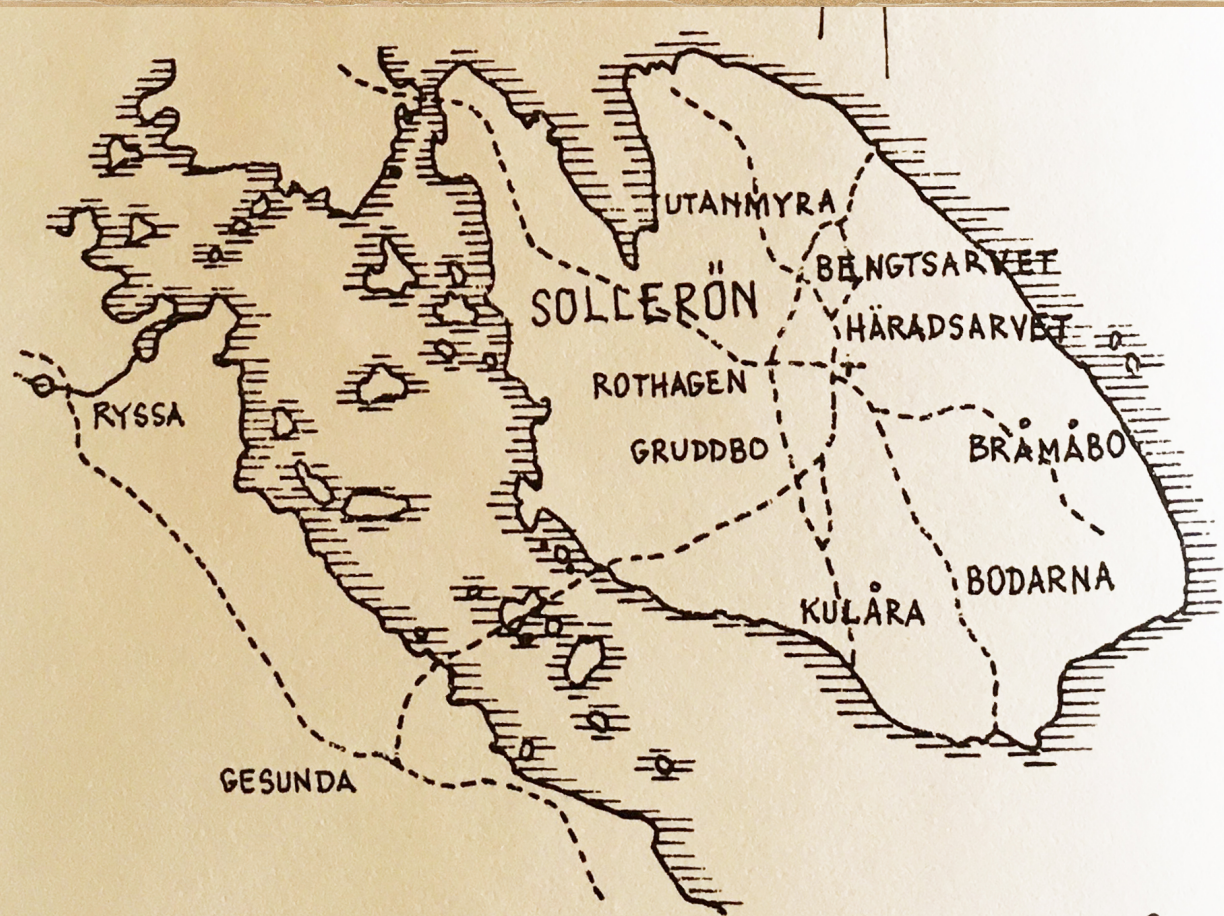 UTANMYRA
BENGTSARVET
SOLLERÖN
HÄRADSARVET
ROTHAGEN
RYSSA
GRUDDBO
BRÅMÅBO
BODARNA
KULÅRA
GESUNDA